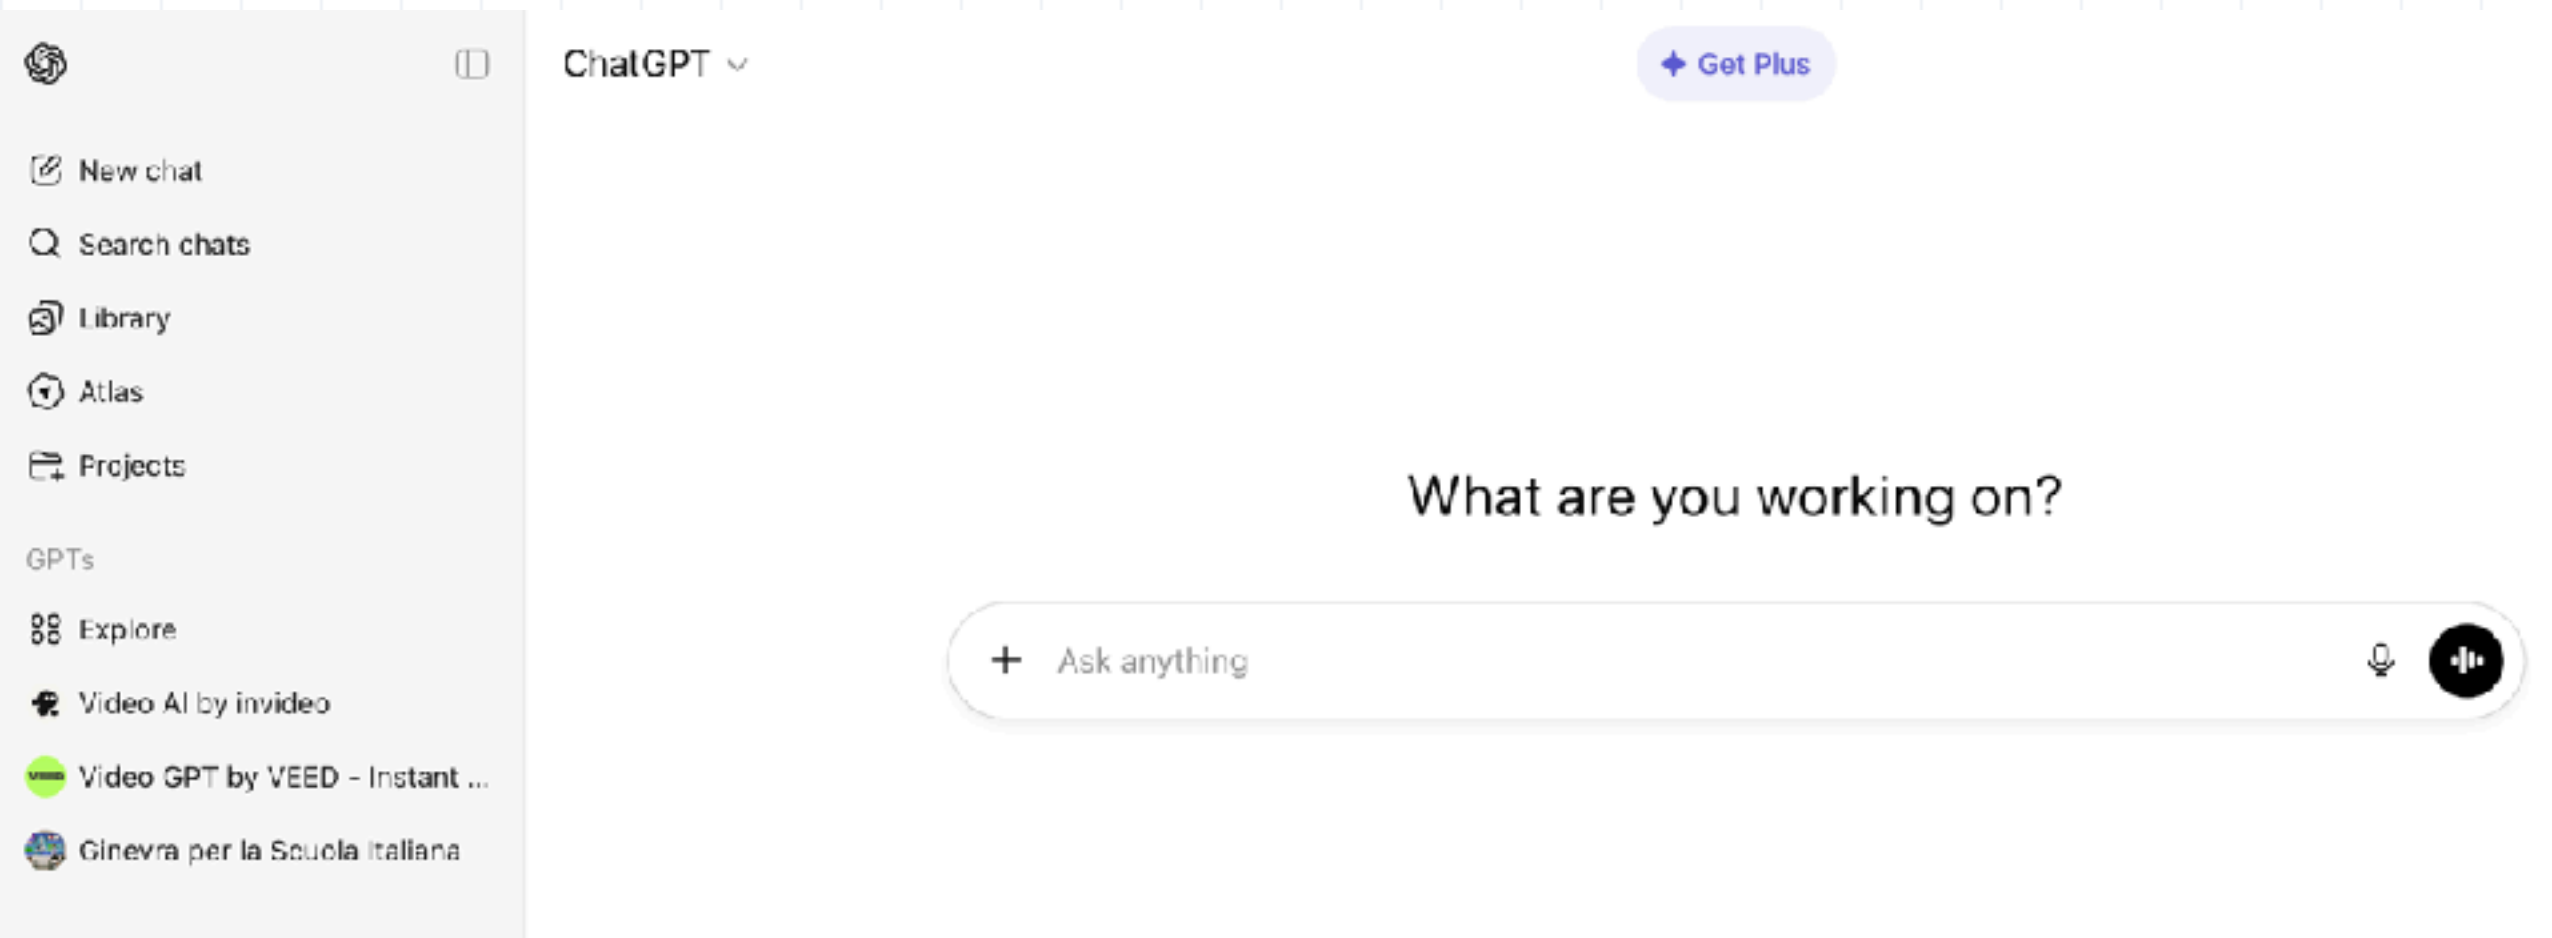 ChatGPT
Get Plus
New chat
Search chats
Library
Atlas
Projects
GPTs
Explore
Video AI by invideo
VEED
Video GPT by VEED - Instant ...
Ginevra per la Scuola Italiana
What are you working on?
Ask anything